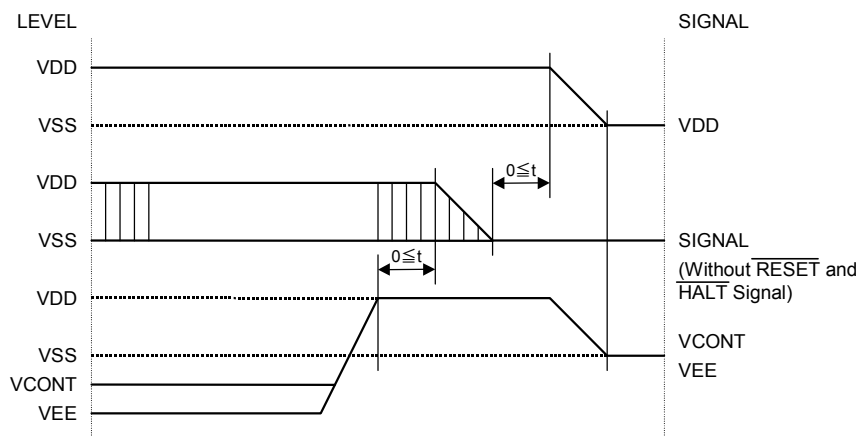 LEVEL SIGNAL
VDD
VSS VDD
0≦t
VDD
VSS SIGNAL
(Without RESET and
HALT Signal)
0≦t
VDD
VSS VCONT
VCONT VEE
VEE